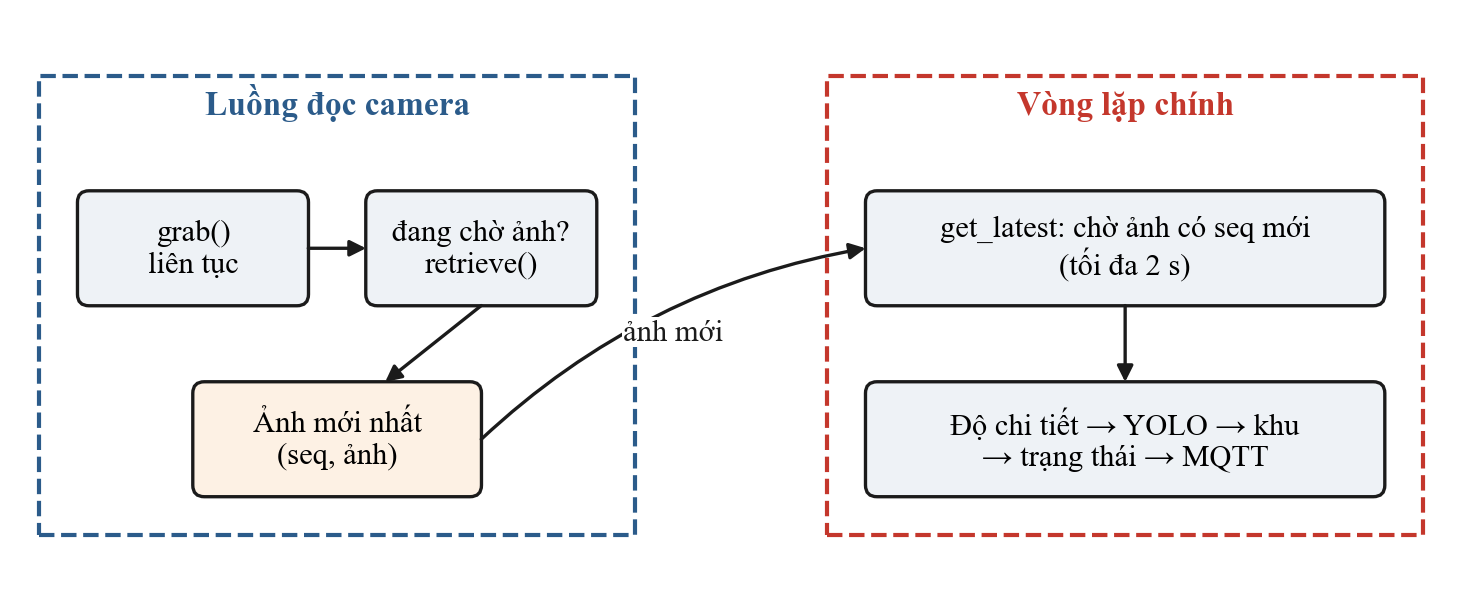 Luồng đọc camera
grab()
liên tục
đang chờ ảnh?
retrieve()
Ảnh mới nhất
(seq, ảnh)
ảnh mới
Vòng lặp chính
get_latest: chờ ảnh có seq mới
(tối đa 2 s)
Độ chi tiết → YOLO → khu
→ trạng thái → MQTT